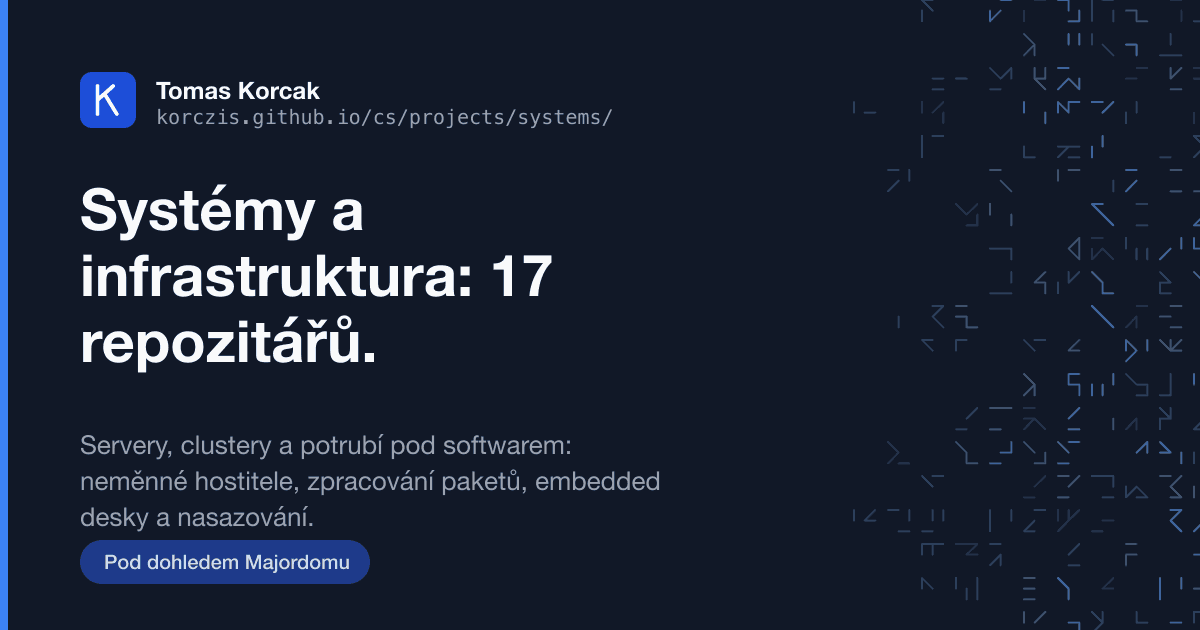 K
Tomas Korcak
korczis.github.io/cs/projects/systems/
Systémy a
infrastruktura: 17
repozitářů.
Servery, clustery a potrubí pod softwarem:
neměnné hostitele, zpracování paketů, embedded
desky a nasazování.
Pod dohledem Majordomu